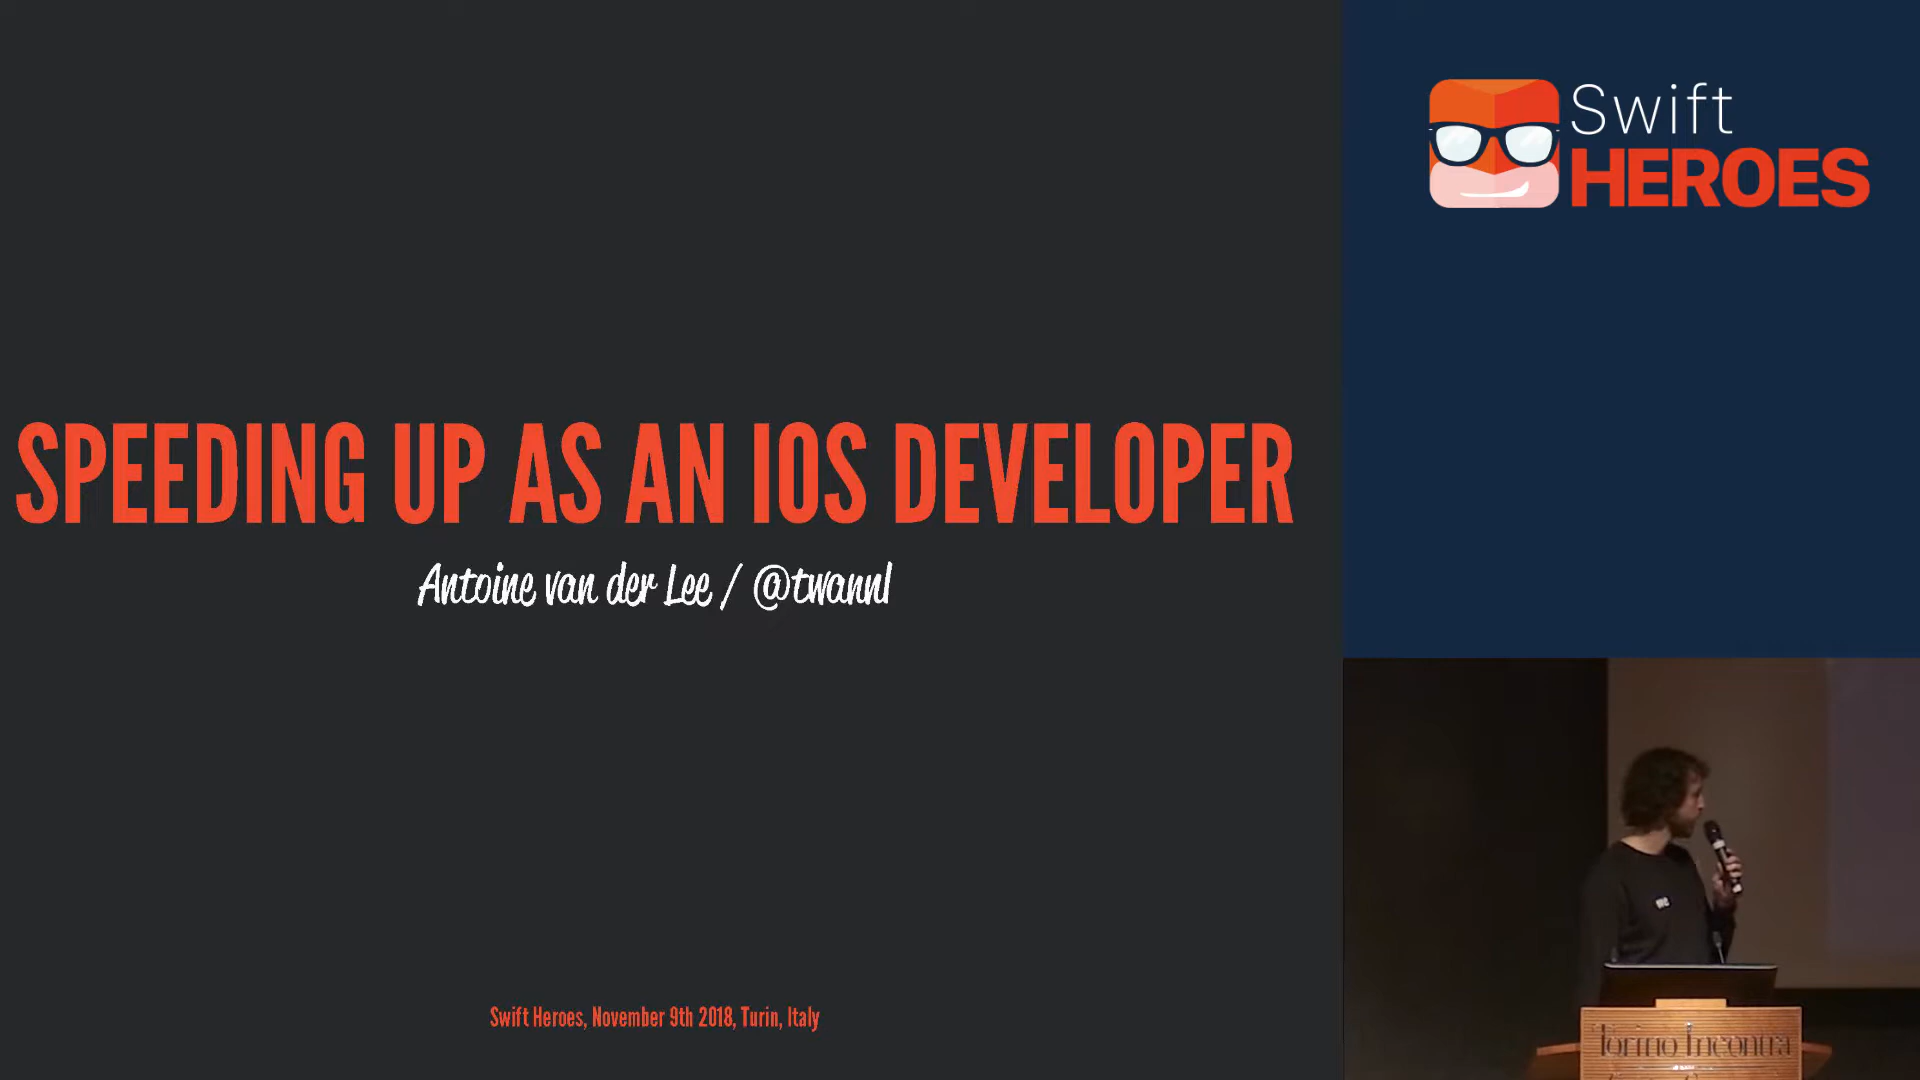 SPEEDING UP AS AN IOS DEVELOPER
Antoine van der Lee / @twannl
Swift Heroes, November 9th 2018, Turin, Italy
Swift
HEROES
Torino Incontra